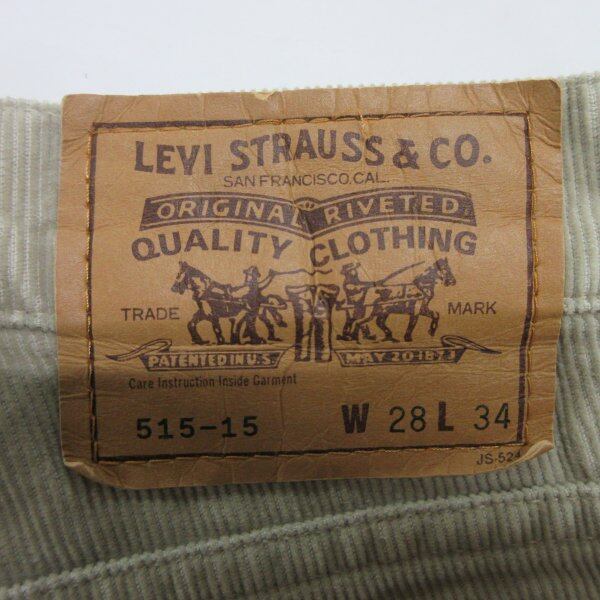 LEVI STRAUSS & CO.
SAN FRANCISCO, CAL.
ORIGINAL RIVETED
QUALITY CLOTHING
TRADE MARK
PATENTED IN U.S. MAY 20 1873
Care Instruction Inside Garment
515-15 W 28 L 34
JS-524